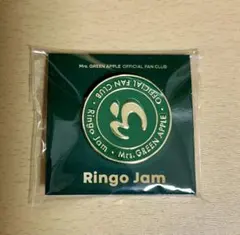 Mrs. GREEN APPLE OFFICIAL FAN CLUB
OFFICIAL FAN CLUB • Mrs. GREEN APPLE • Ringo Jam •
Ringo Jam